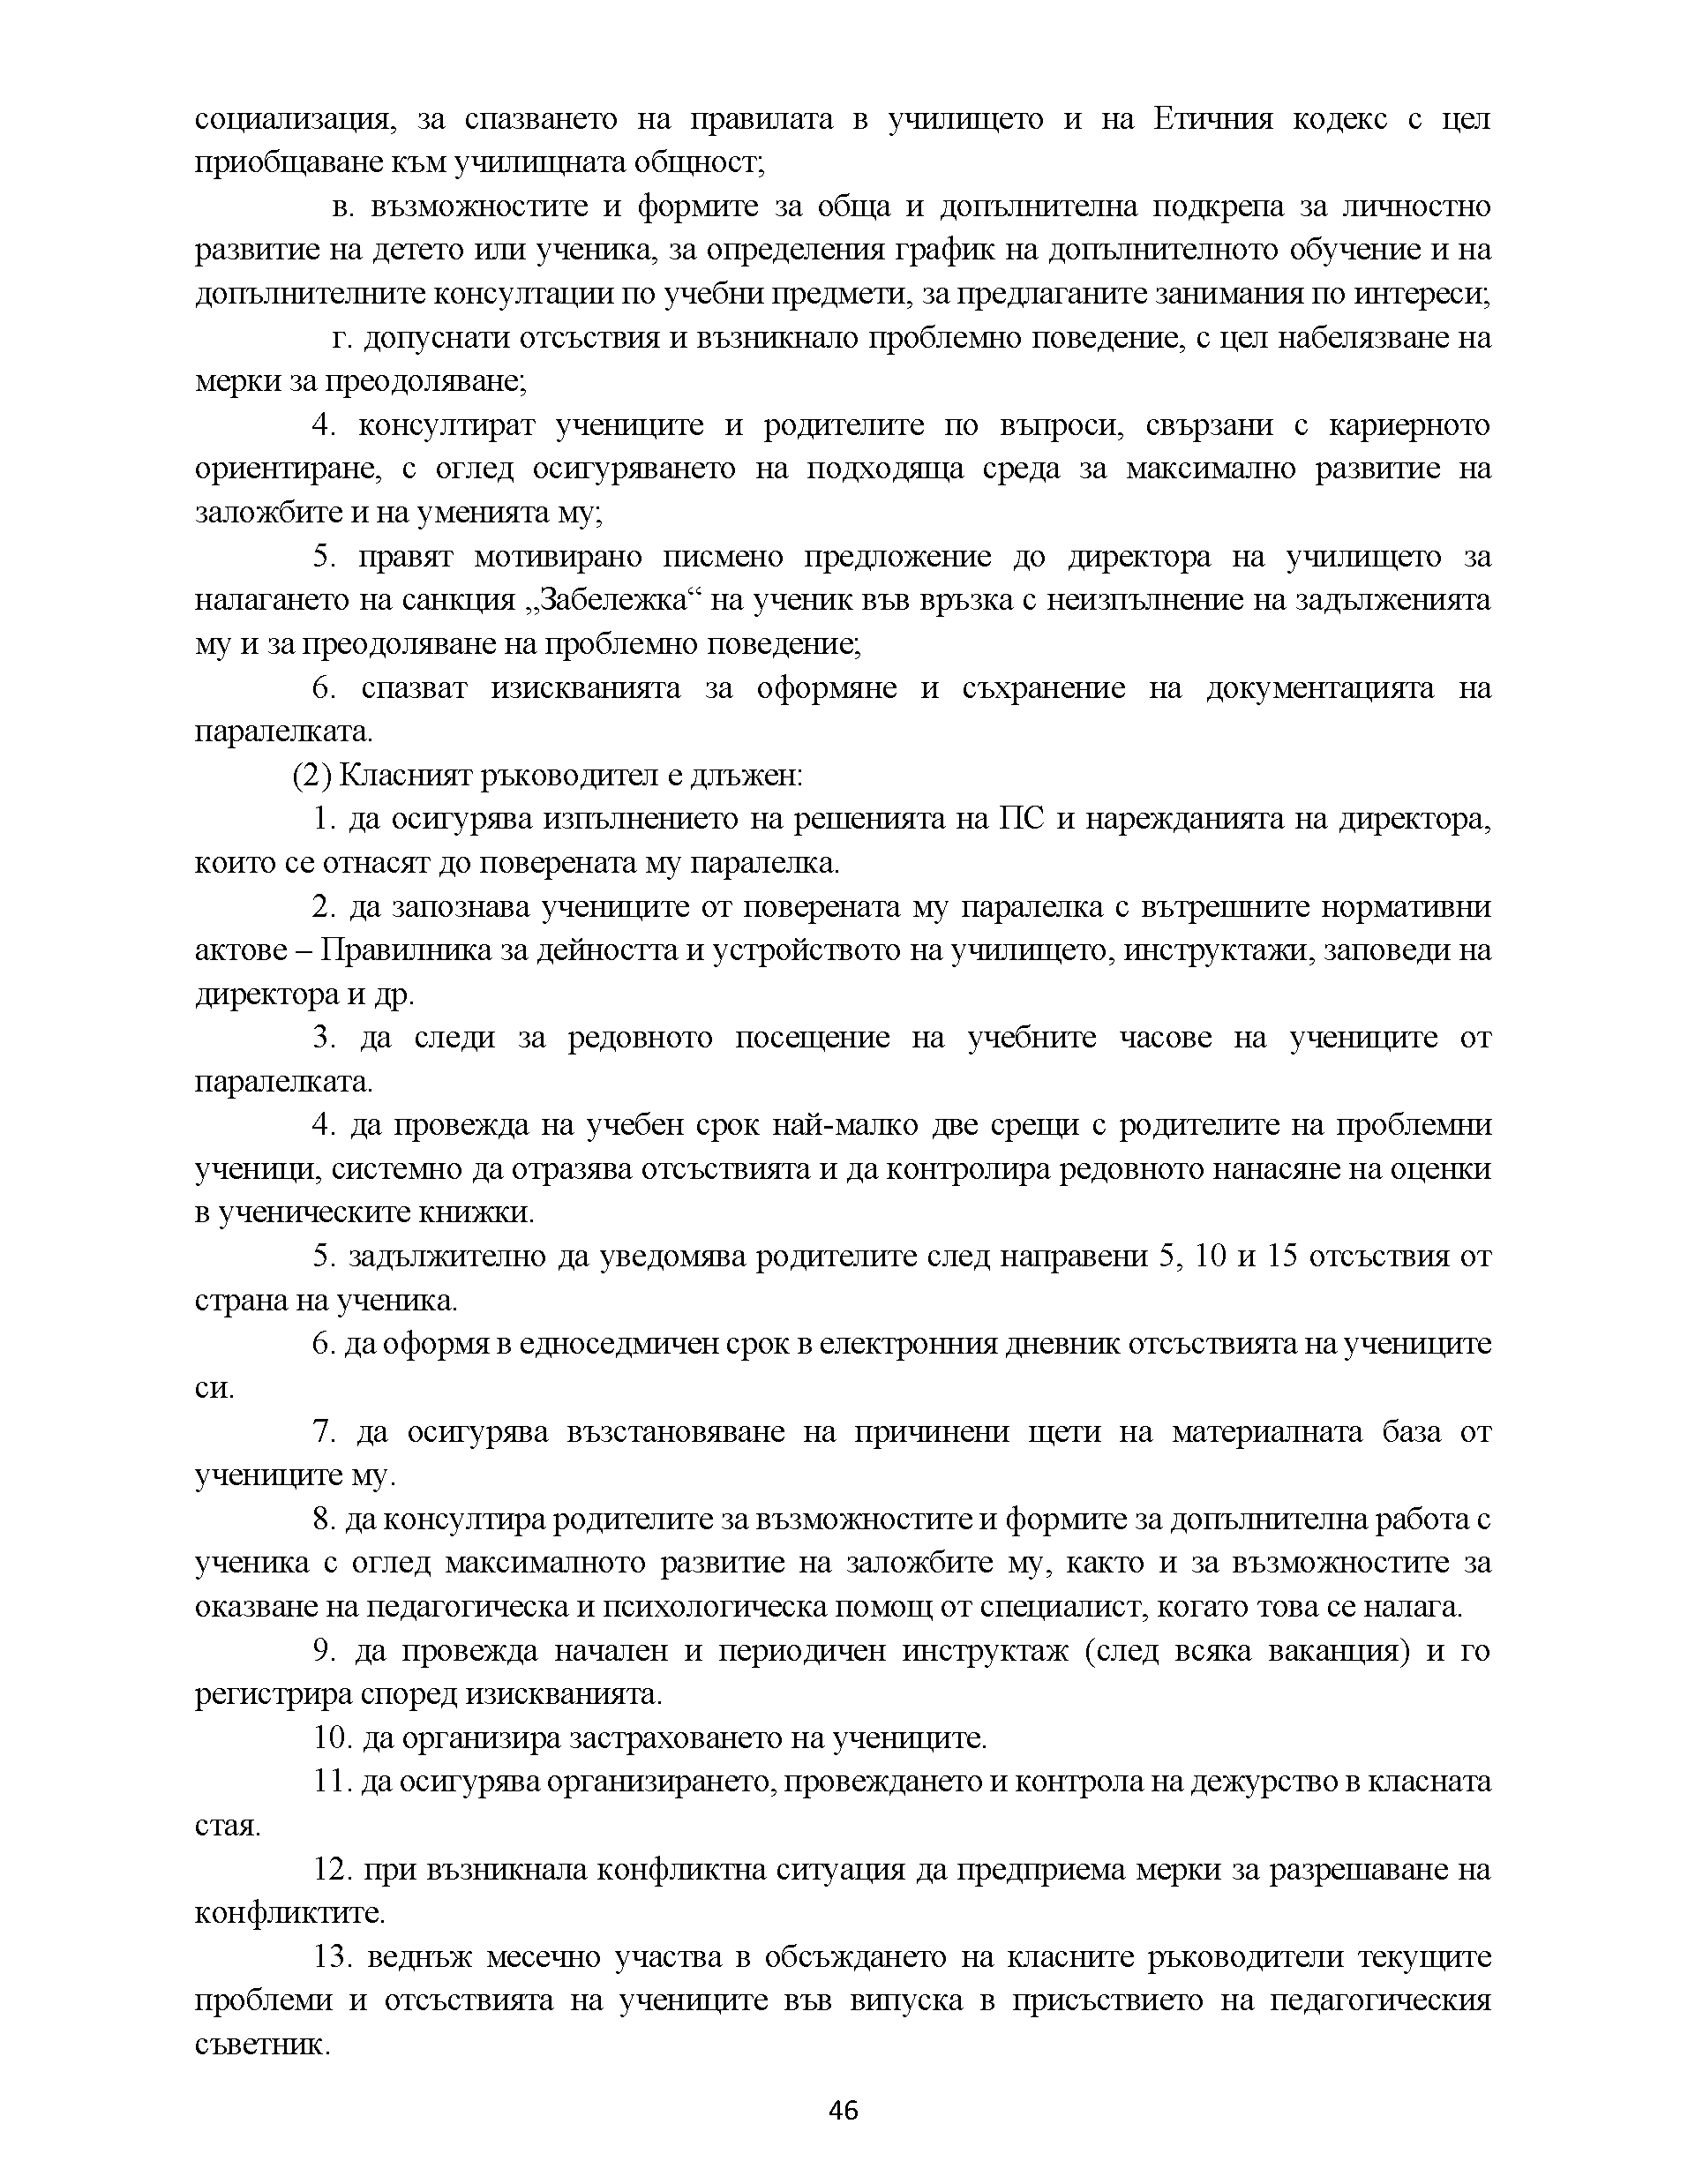 социализация, за спазването на правилата в училището и на Етичния кодекс с цел
приобщаване към училищната общност;
в. възможностите и формите за обща и допълнителна подкрепа за личностно
развитие на детето или ученика, за определения график на допълнителното обучение и на
допълнителните консултации по учебни предмети, за предлаганите занимания по интереси;
г. допуснати отсъствия и възникнало проблемно поведение, с цел набелязване на
мерки за преодоляване;
4. консултират учениците и родителите по въпроси, свързани с кариерното
ориентиране, с оглед осигуряването на подходяща среда за максимално развитие на
заложбите и на уменията му;
5. правят мотивирано писмено предложение до директора на училището за
налагането на санкция „Забележка“ на ученик във връзка с неизпълнение на задълженията
му и за преодоляване на проблемно поведение;
6. спазват изискванията за оформяне и съхранение на документацията на
паралелката.
(2) Класният ръководител е длъжен:
1. да осигурява изпълнението на решенията на ПС и нарежданията на директора,
които се отнасят до поверената му паралелка.
2. да запознава учениците от поверената му паралелка с вътрешните нормативни
актове – Правилника за дейността и устройството на училището, инструктажи, заповеди на
директора и др.
3. да следи за редовното посещение на учебните часове на учениците от
паралелката.
4. да провежда на учебен срок най-малко две срещи с родителите на проблемни
ученици, системно да отразява отсъствията и да контролира редовното нанасяне на оценки
в ученическите книжки.
5. задължително да уведомява родителите след направени 5, 10 и 15 отсъствия от
страна на ученика.
6. да оформя в едноседмичен срок в електронния дневник отсъствията на учениците
си.
7. да осигурява възстановяване на причинени щети на материалната база от
учениците му.
8. да консултира родителите за възможностите и формите за допълнителна работа с
ученика с оглед максималното развитие на заложбите му, както и за възможностите за
оказване на педагогическа и психологическа помощ от специалист, когато това се налага.
9. да провежда начален и периодичен инструктаж (след всяка ваканция) и го
регистрира според изискванията.
10. да организира застраховането на учениците.
11. да осигурява организирането, провеждането и контрола на дежурство в класната
стая.
12. при възникнала конфликтна ситуация да предприема мерки за разрешаване на
конфликтите.
13. веднъж месечно участва в обсъждането на класните ръководители текущите
проблеми и отсъствията на учениците във випуска в присъствието на педагогическия
съветник.
46